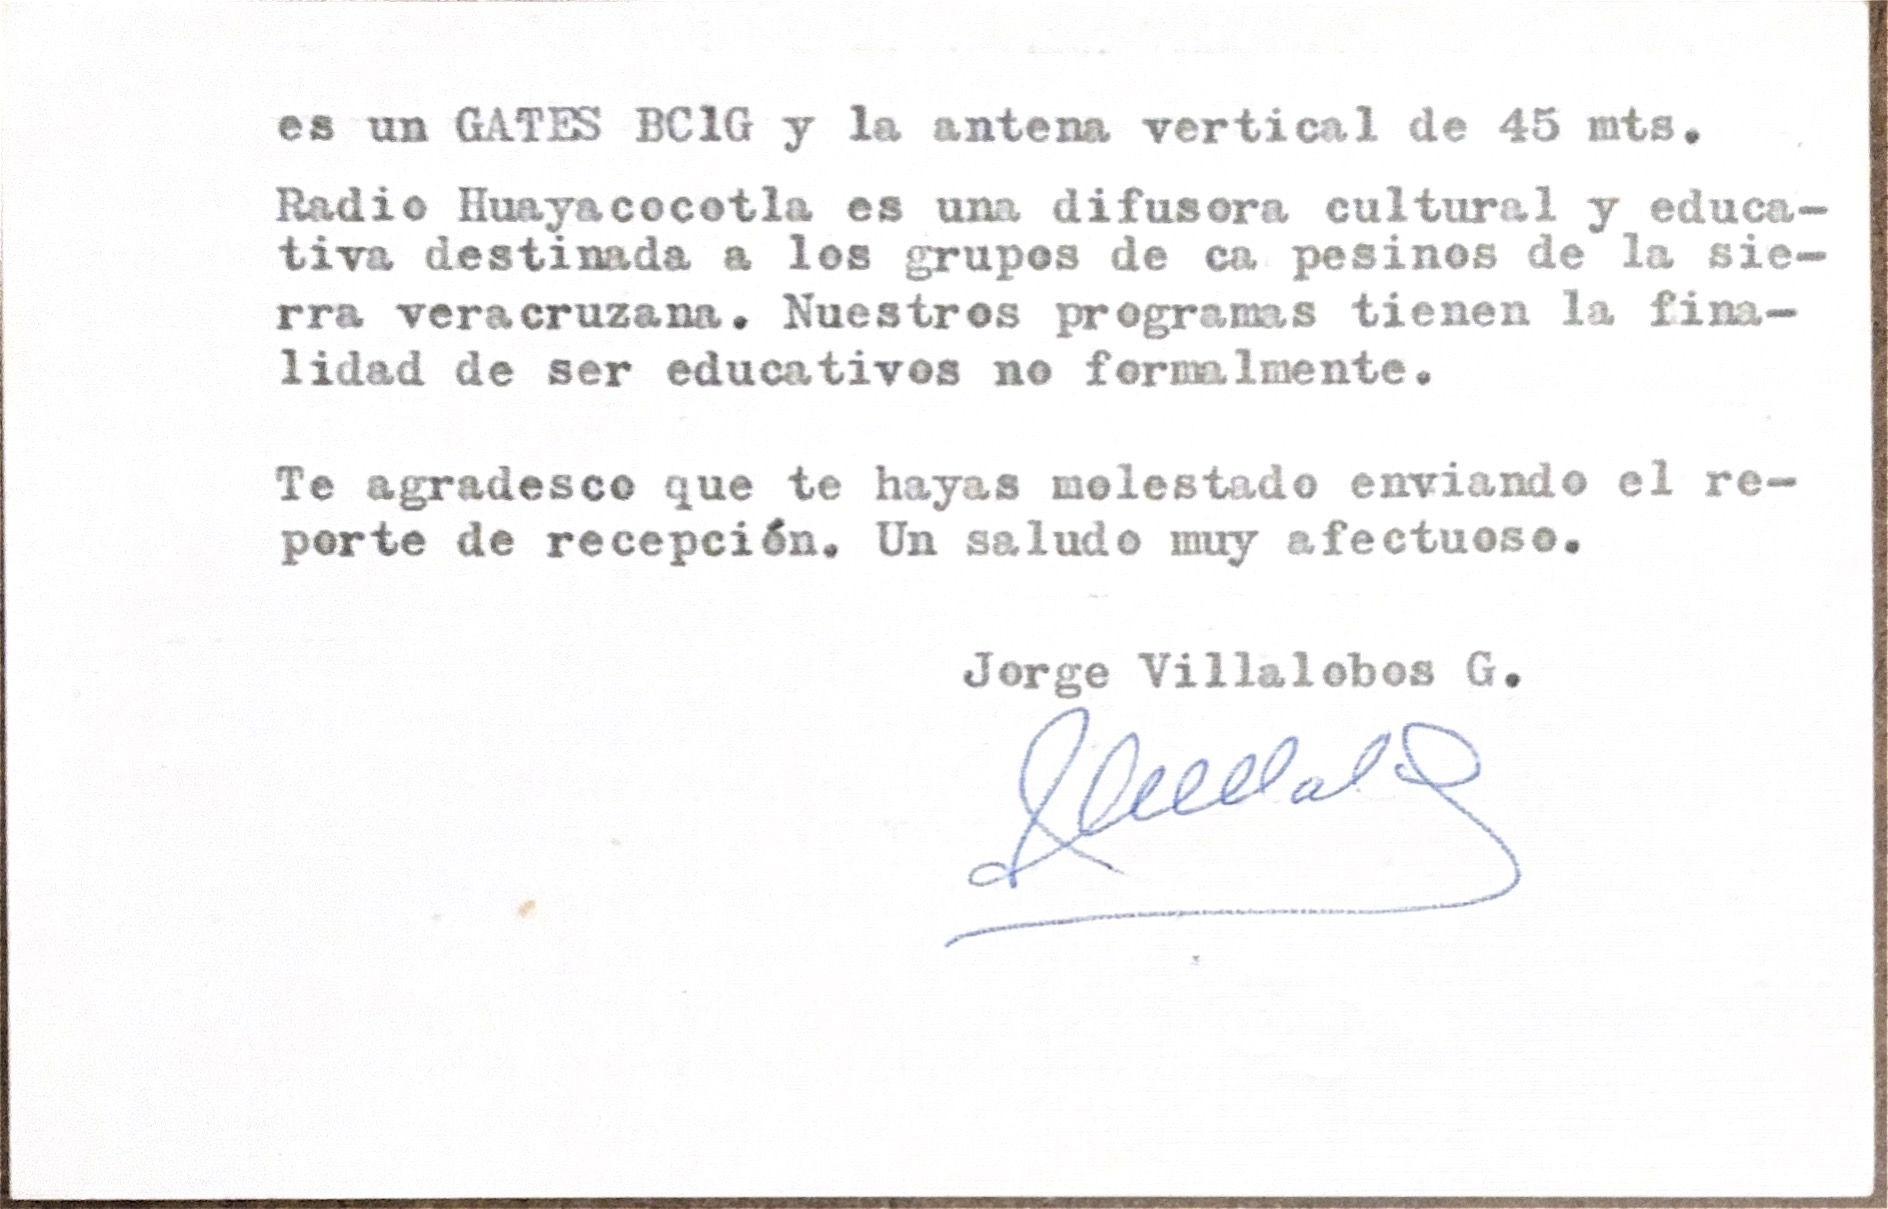 es un GATES BC1G y la antena vertical de 45 mts.
Radio Huayacocotla es una difusora cultural y educa-
tiva destinada a los grupos de ca pesinos de la sie-
rra veracruzana. Nuestros programas tienen la fina-
lidad de ser educativos no formalmente.
Te agradesco que te hayas molestado enviando el re-
porte de recepción. Un saludo muy afectuoso.
Jorge Villalobos G.